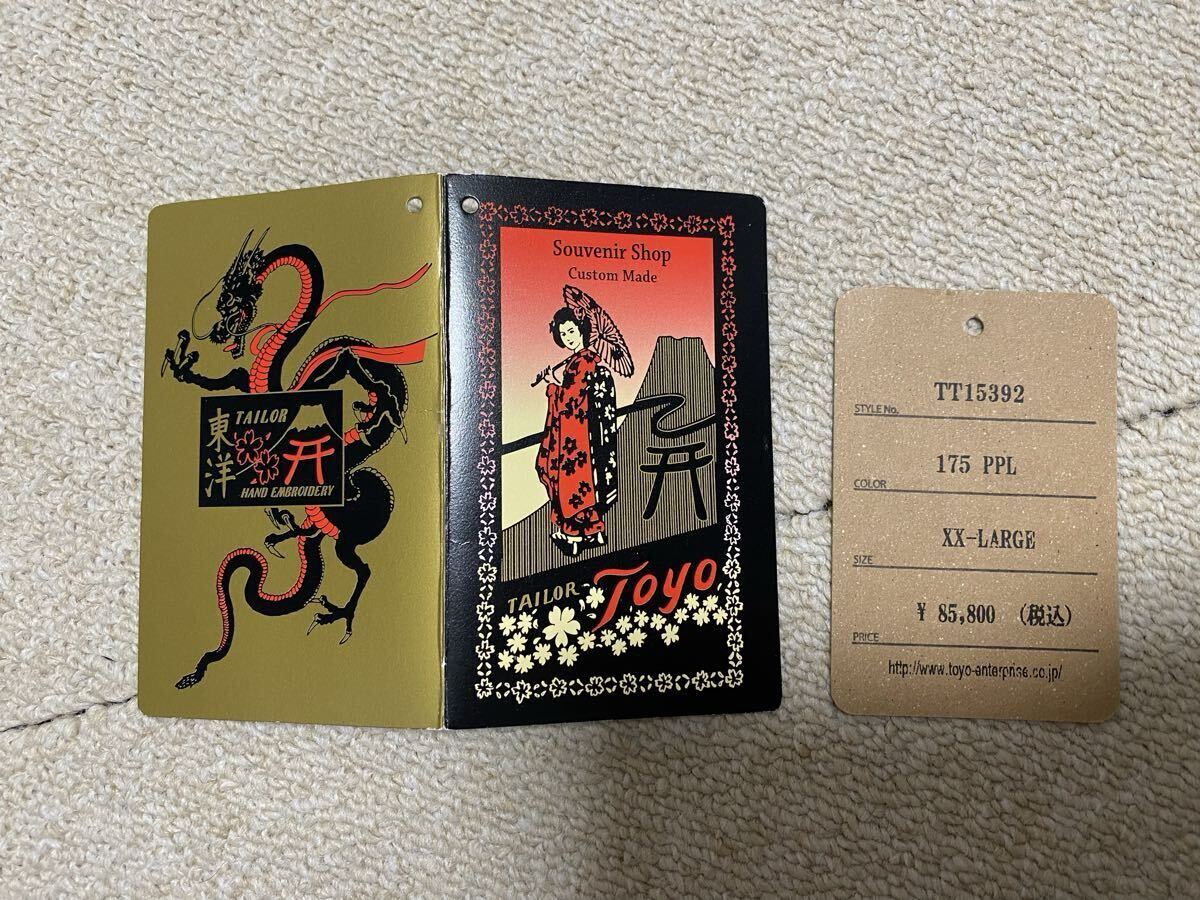 東洋
TAILOR
HAND EMBROIDERY
Souvenir Shop
Custom Made
TAILOR Toyo
STYLE No. TT15392
COLOR 175 PPL
SIZE XX-LARGE
PRICE ¥ 85,800 (税込)
http://www.toyo-enterprise.co.jp/